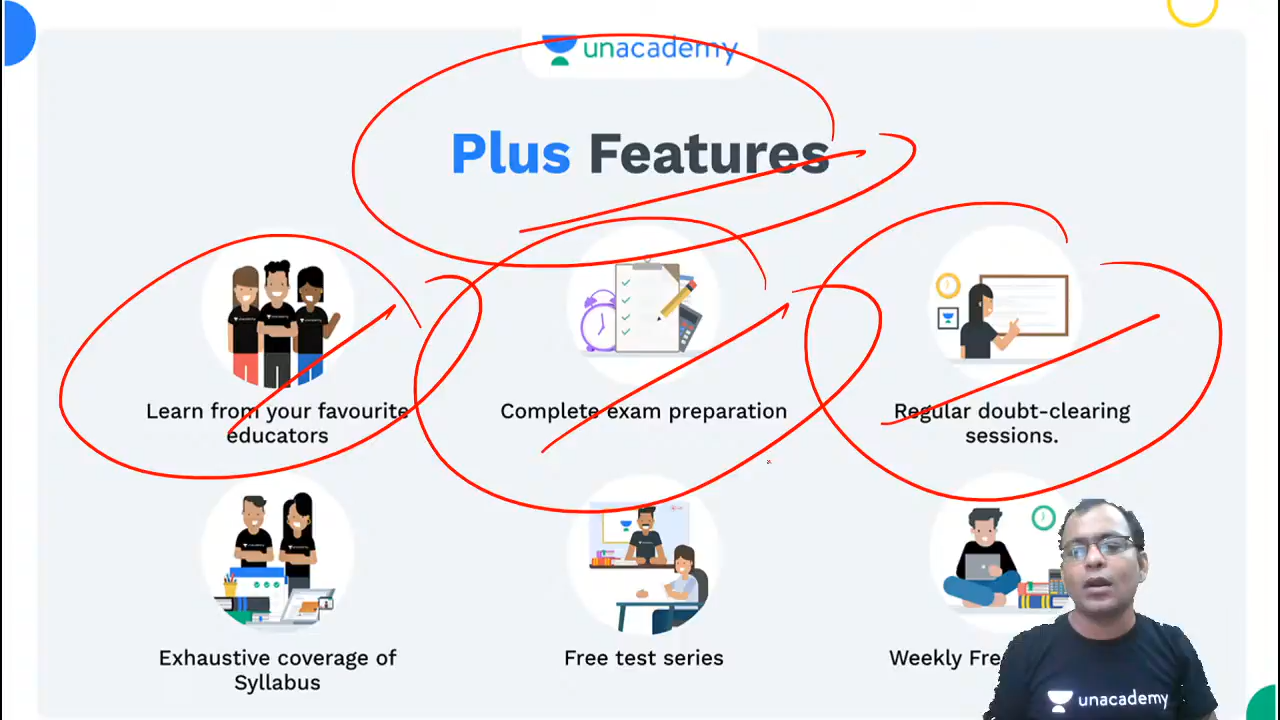 unacademy
Plus Features
Learn from your favourite
educators
Complete exam preparation
Regular doubt-clearing
sessions.
Exhaustive coverage of
Syllabus
Free test series
Weekly Fre
unacademy